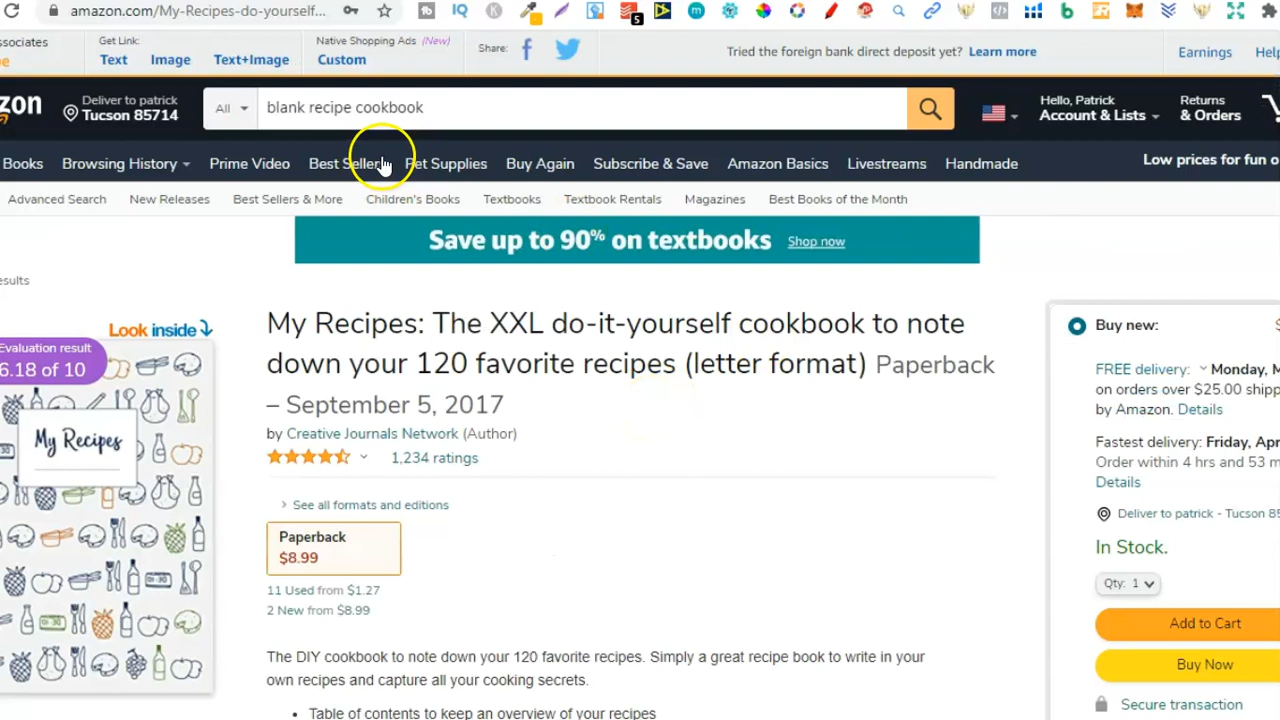 amazon.com/My-Recipes-do-yourself...
5
ssociates
Get Link:
Native Shopping Ads (New)
Share:
Tried the foreign bank direct deposit yet? Learn more
Earnings
Help
Text Image Text+Image
Custom
zon
Deliver to patrick
Tucson 85714
All
blank recipe cookbook
Hello, Patrick
Account & Lists
Returns
& Orders
Books Browsing History Prime Video Best Seller Pet Supplies Buy Again Subscribe & Save Amazon Basics Livestreams Handmade
Low prices for fun o
Advanced Search New Releases Best Sellers & More Children's Books Textbooks Textbook Rentals Magazines Best Books of the Month
Save up to 90% on textbooks Shop now
esults
Look inside
Evaluation result
6.18 of 10
My Recipes
My Recipes: The XXL do-it-yourself cookbook to note
down your 120 favorite recipes (letter format) Paperback
– September 5, 2017
by Creative Journals Network (Author)
1,234 ratings
See all formats and editions
Paperback
$8.99
11 Used from $1.27
2 New from $8.99
The DIY cookbook to note down your 120 favorite recipes. Simply a great recipe book to write in your
own recipes and capture all your cooking secrets.
• Table of contents to keep an overview of your recipes
Buy new:
FREE delivery: Monday, M
on orders over $25.00 shipp
by Amazon. Details
Fastest delivery: Friday, Apr
Order within 4 hrs and 53 m
Details
Deliver to patrick - Tucson 85
In Stock.
Qty: 1
Add to Cart
Buy Now
Secure transaction